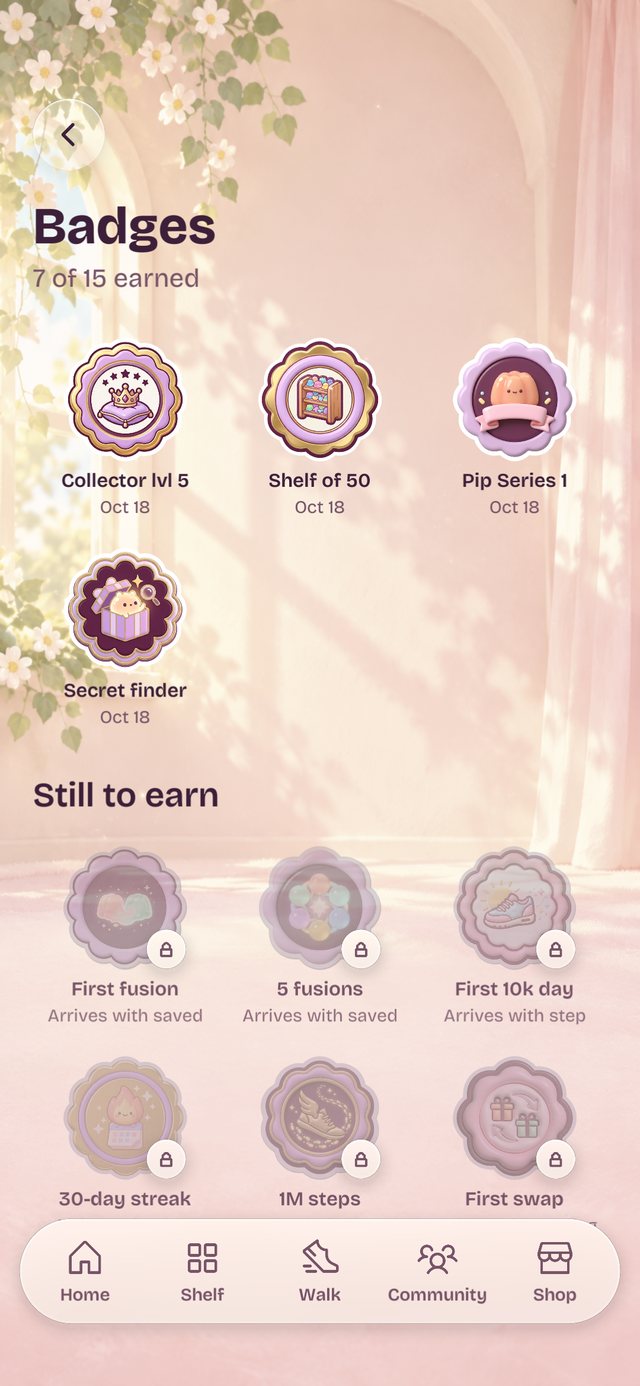 Badges
7 of 15 earned
Collector lvl 5
Oct 18
Shelf of 50
Oct 18
Pip Series 1
Oct 18
Secret finder
Oct 18
Still to earn
First fusion
Arrives with saved
5 fusions
Arrives with saved
First 10k day
Arrives with step
30-day streak
1M steps
First swap
Home
Shelf
Walk
Community
Shop